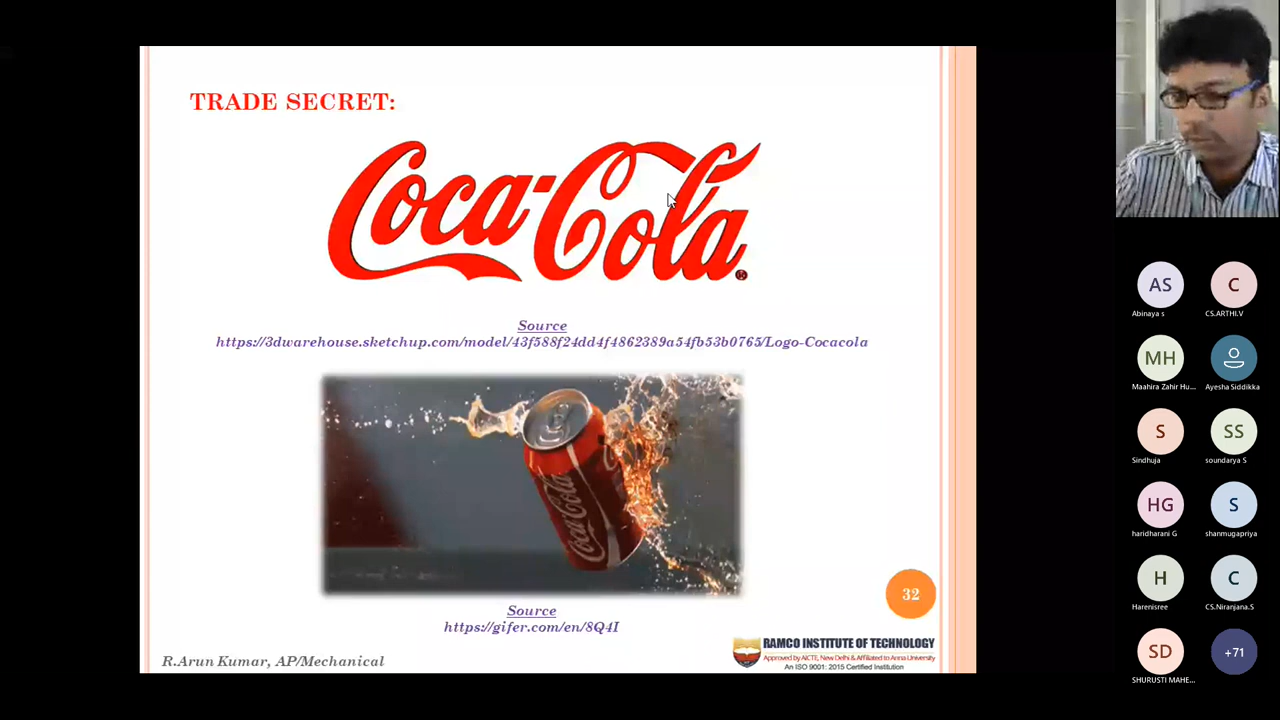 TRADE SECRET:
Coca-Cola
Source
https://3dwarehouse.sketchup.com/model/43f588f24dd4f4862389a54fb53b0765/Logo-Cocacola
Coca-Cola
Source
https://gifer.com/en/8Q4I
32
R.Arun Kumar, AP/Mechanical
RAMCO INSTITUTE OF TECHNOLOGY
Approved by AICTE, New Delhi & Affiliated to Anna University
An ISO 9001: 2015 Certified Institution
AS
Abinaya s
C
CS.ARTHI.V
MH
Maahira Zahir Hu...
Ayesha Siddikka
S
Sindhuja
SS
soundarya S
HG
haridharani G
S
shanmugapriya
H
Harenisree
C
CS.Niranjana.S
SD
SHURUSTI MAHE...
+71